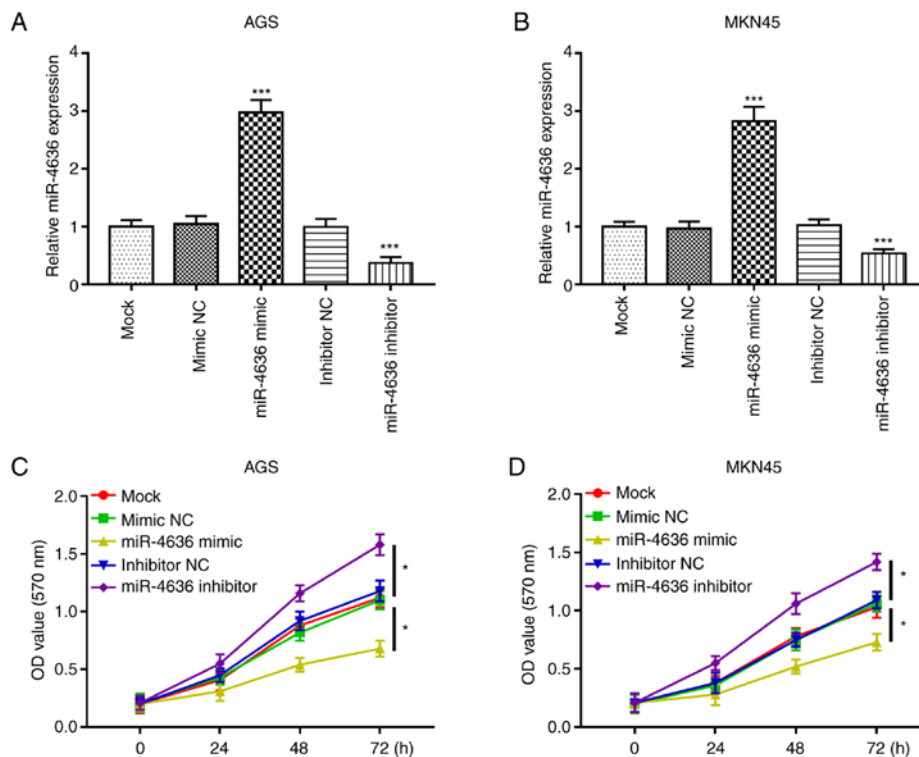 A
AGS
Relative miR-4636 expression
4
3
2
1
0
***
***
Mock
Mimic NC
miR-4636 mimic
Inhibitor NC
miR-4636 inhibitor
B
MKN45
Relative miR-4636 expression
4
3
2
1
0
***
***
Mock
Mimic NC
miR-4636 mimic
Inhibitor NC
miR-4636 inhibitor
C
AGS
OD value (570 nm)
2.0
1.5
1.0
0.5
0.0
Mock
Mimic NC
miR-4636 mimic
Inhibitor NC
miR-4636 inhibitor
*
*
0 24 48 72 (h)
D
MKN45
OD value (570 nm)
2.0
1.5
1.0
0.5
0.0
Mock
Mimic NC
miR-4636 mimic
Inhibitor NC
miR-4636 inhibitor
*
*
0 24 48 72 (h)